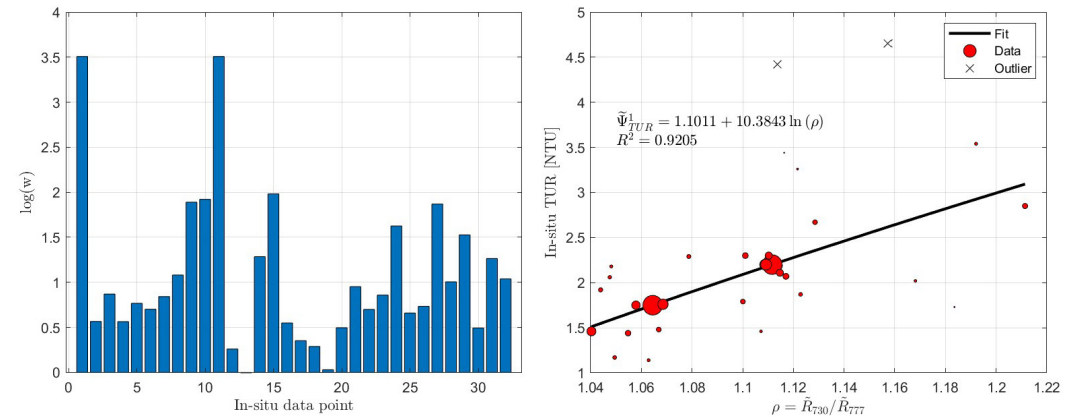 4
3.5
3
2.5
2
1.5
1
0.5
0
log(w)
0 5 10 15 20 25 30
In-situ data point
5
4.5
4
3.5
3
2.5
2
1.5
1
In-situ TUR [NTU]
Fit
Data
Outlier
Ψ̃¹_TUR = 1.1011 + 10.3843 ln (ρ)
R² = 0.9205
1.04 1.06 1.08 1.1 1.12 1.14 1.16 1.18 1.2 1.22
ρ = R̃₇₃₀/R̃₇₇₇